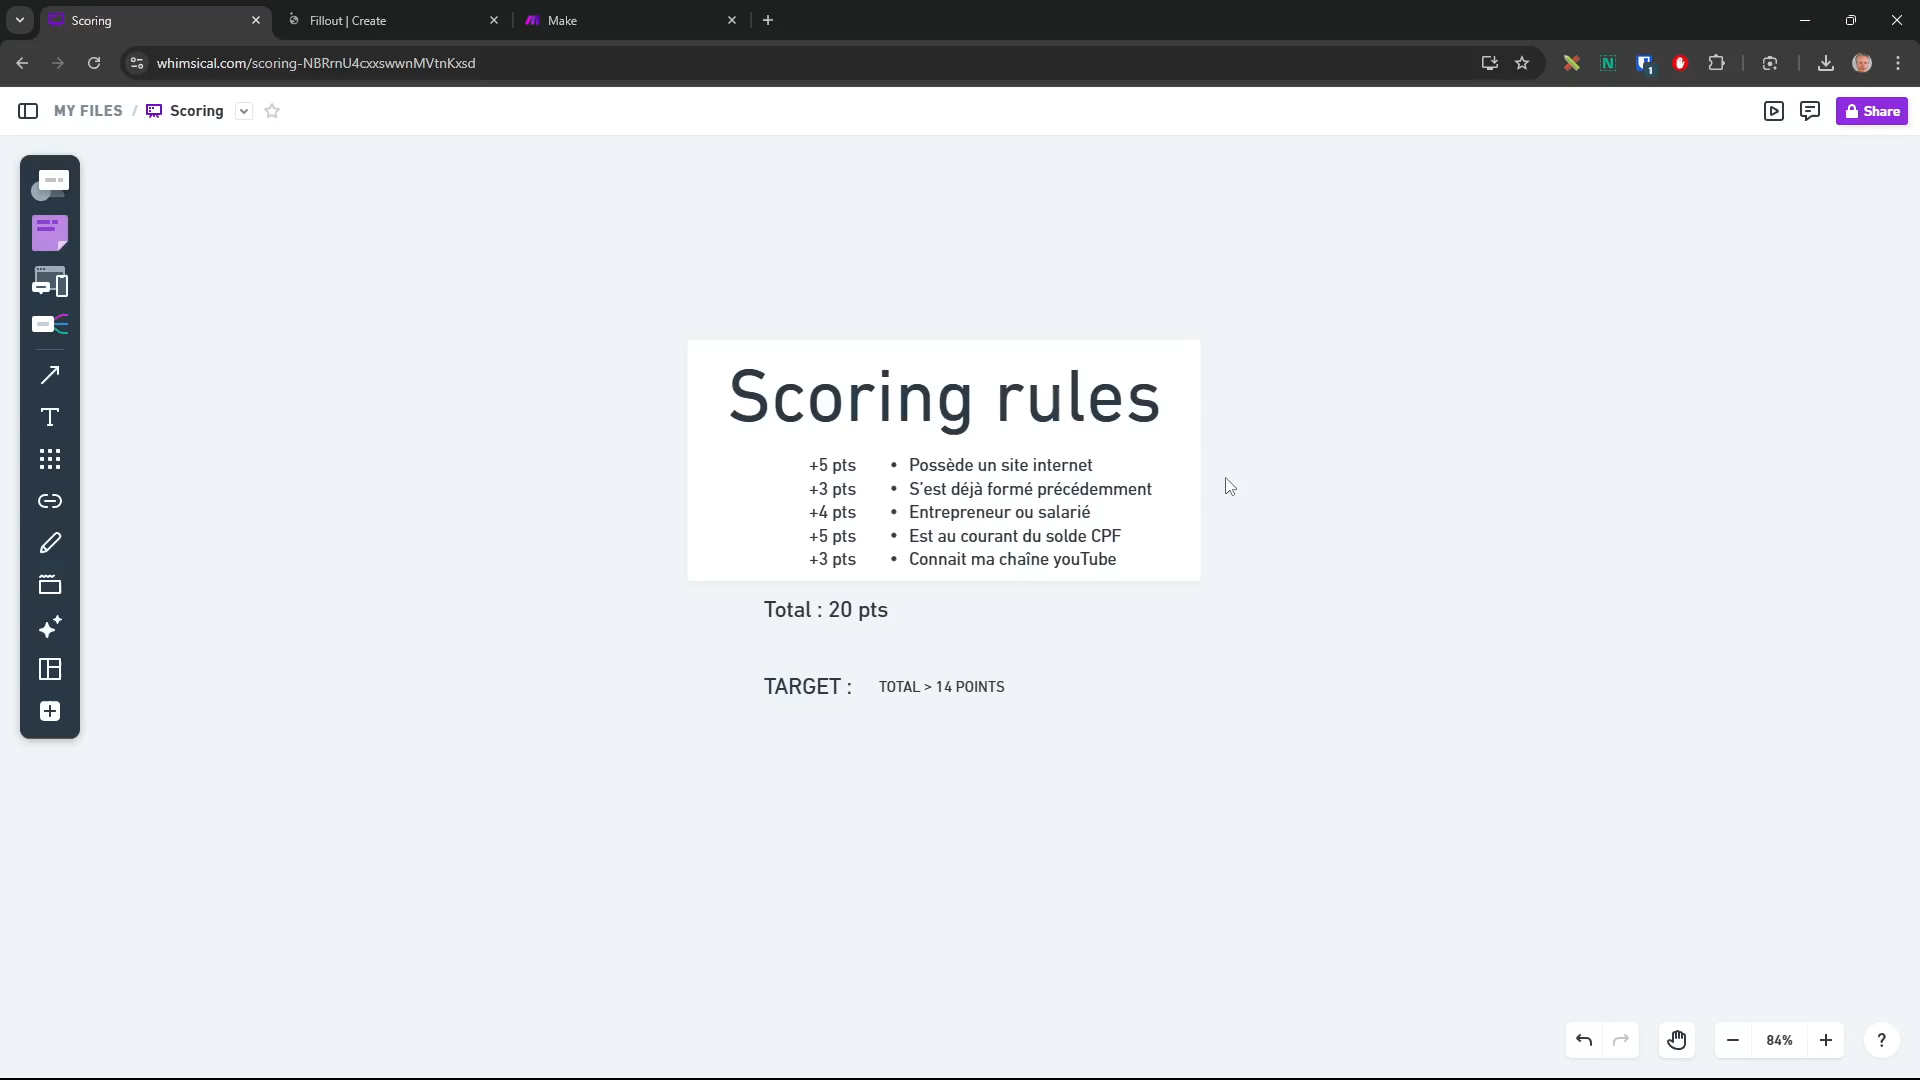 Scoring
Fillout | Create
Make
whimsical.com/scoring-NBRrnU4cxxswwnMVtnKxsd
N
1
MY FILES / Scoring
Share
T
Scoring rules
+5 pts • Possède un site internet
+3 pts • S'est déjà formé précédemment
+4 pts • Entrepreneur ou salarié
+5 pts • Est au courant du solde CPF
+3 pts • Connait ma chaîne youTube
Total : 20 pts
TARGET : TOTAL > 14 POINTS
84%
?